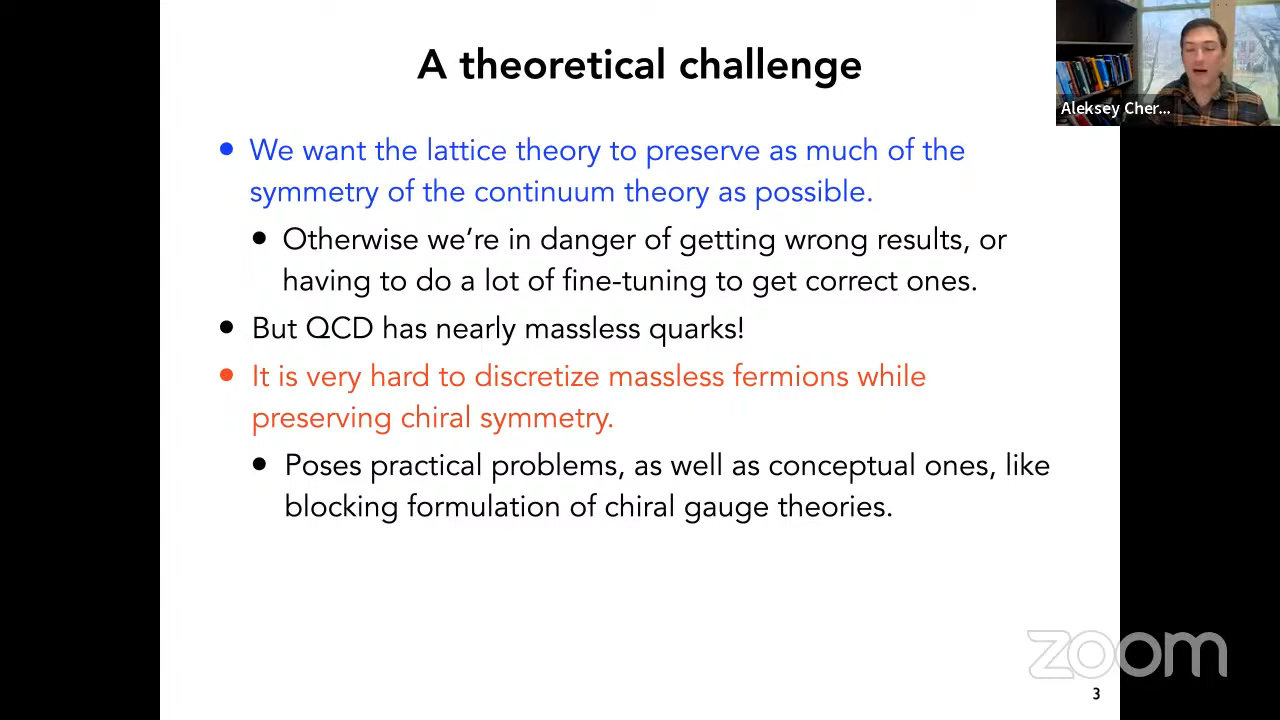 A theoretical challenge
Aleksey Cher...
• We want the lattice theory to preserve as much of the
symmetry of the continuum theory as possible.
• Otherwise we’re in danger of getting wrong results, or
having to do a lot of fine-tuning to get correct ones.
• But QCD has nearly massless quarks!
• It is very hard to discretize massless fermions while
preserving chiral symmetry.
• Poses practical problems, as well as conceptual ones, like
blocking formulation of chiral gauge theories.
zoom
3